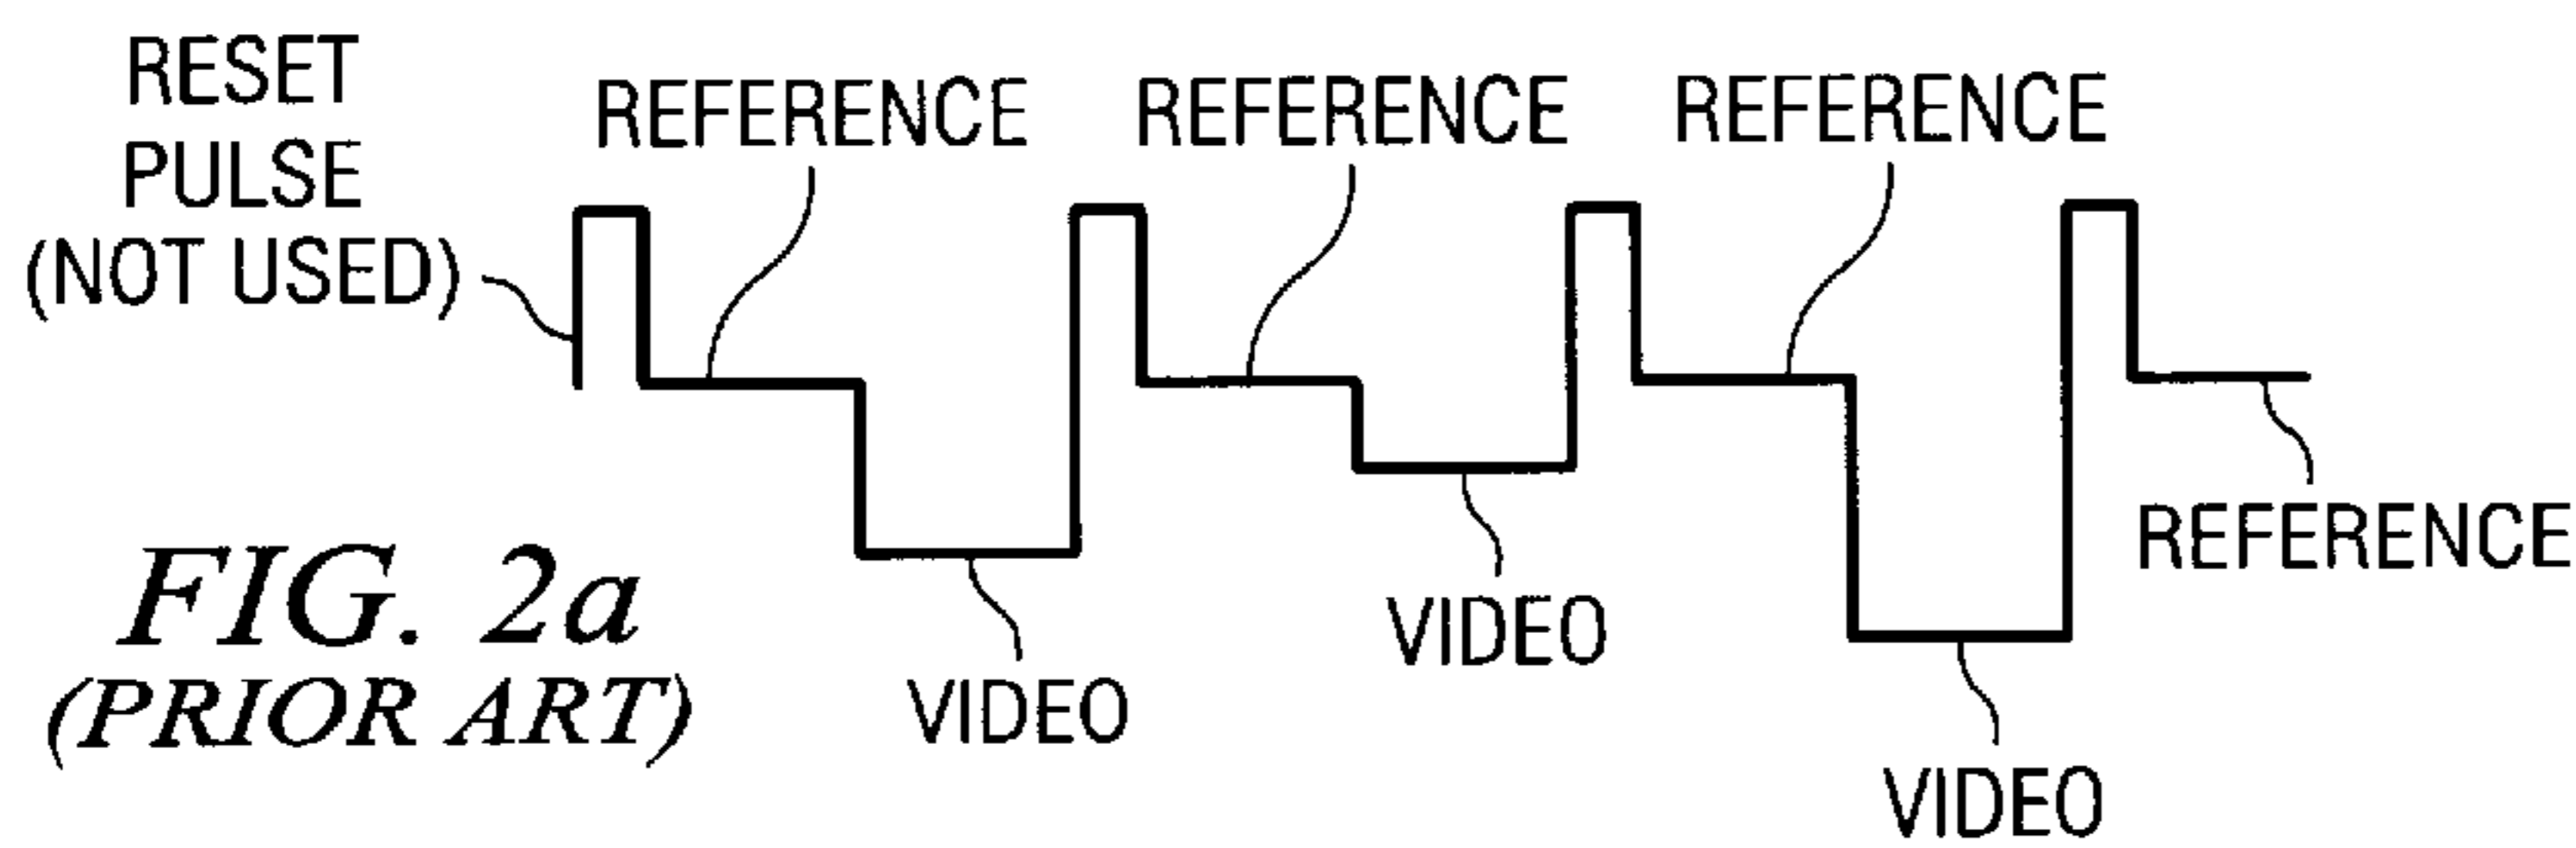 RESET
PULSE
(NOT USED)
REFERENCE
REFERENCE
REFERENCE
REFERENCE
VIDEO
VIDEO
VIDEO
FIG. 2a
(PRIOR ART)